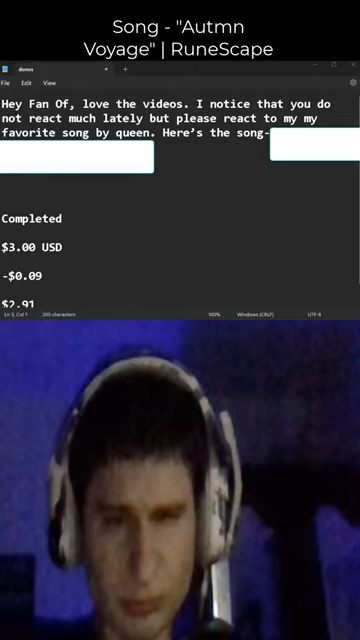 Song - "Autmn
Voyage" | RuneScape
donos
File Edit View
Hey Fan Of, love the videos. I notice that you do
not react much lately but please react to my my
favorite song by queen. Here's the song-
Completed
$3.00 USD
-$0.09
$2.91
Ln 3, Col 1 203 characters 100% Windows (CRLF) UTF-8